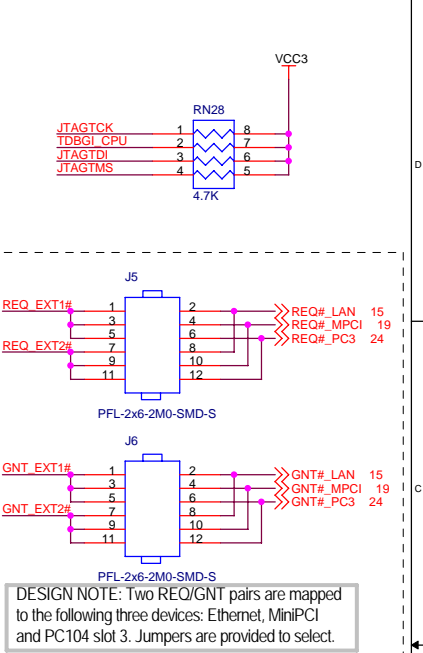 VCC3
RN28
JTAGTCK 1 8
TDBGI_CPU 2 7
JTAGTDI 3 6
JTAGTMS 4 5
4.7K
D
J5
REQ_EXT1# 1 2 REQ#_LAN 15
3 4 REQ#_MPCI 19
5 6 REQ#_PC3 24
REQ_EXT2# 7 8
9 10
11 12
PFL-2x6-2M0-SMD-S
J6
GNT_EXT1# 1 2 GNT#_LAN 15
3 4 GNT#_MPCI 19
5 6 GNT#_PC3 24
C
GNT_EXT2# 7 8
9 10
11 12
PFL-2x6-2M0-SMD-S
DESIGN NOTE: Two REQ/GNT pairs are mapped
to the following three devices: Ethernet, MiniPCI
and PC104 slot 3. Jumpers are provided to select.